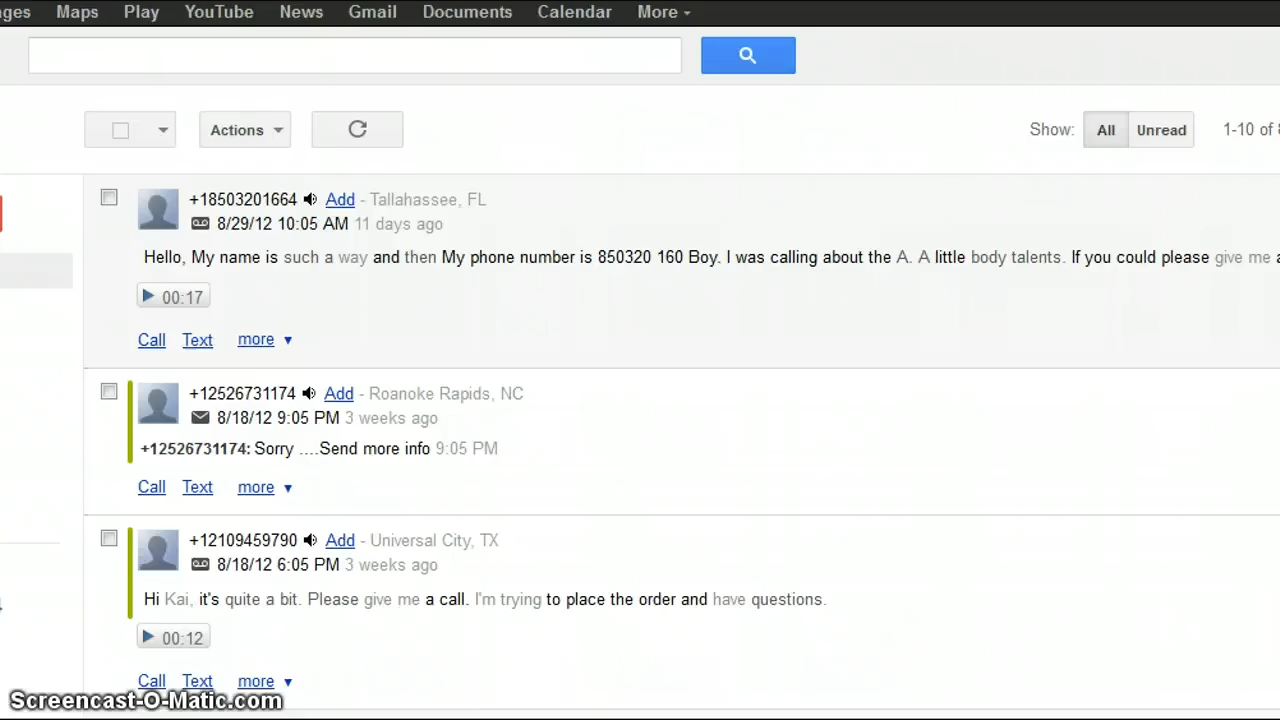 ges Maps Play YouTube News Gmail Documents Calendar More
Actions Show: All Unread 1-10 of
+18503201664 Add - Tallahassee, FL
8/29/12 10:05 AM 11 days ago
Hello, My name is such a way and then My phone number is 850320 160 Boy. I was calling about the A. A little body talents. If you could please give me a
00:17
Call Text more
+12526731174 Add - Roanoke Rapids, NC
8/18/12 9:05 PM 3 weeks ago
+12526731174: Sorry ....Send more info 9:05 PM
Call Text more
+12109459790 Add - Universal City, TX
8/18/12 6:05 PM 3 weeks ago
Hi Kai, it's quite a bit. Please give me a call. I'm trying to place the order and have questions.
00:12
Call Text more
Screencast-O-Matic.com